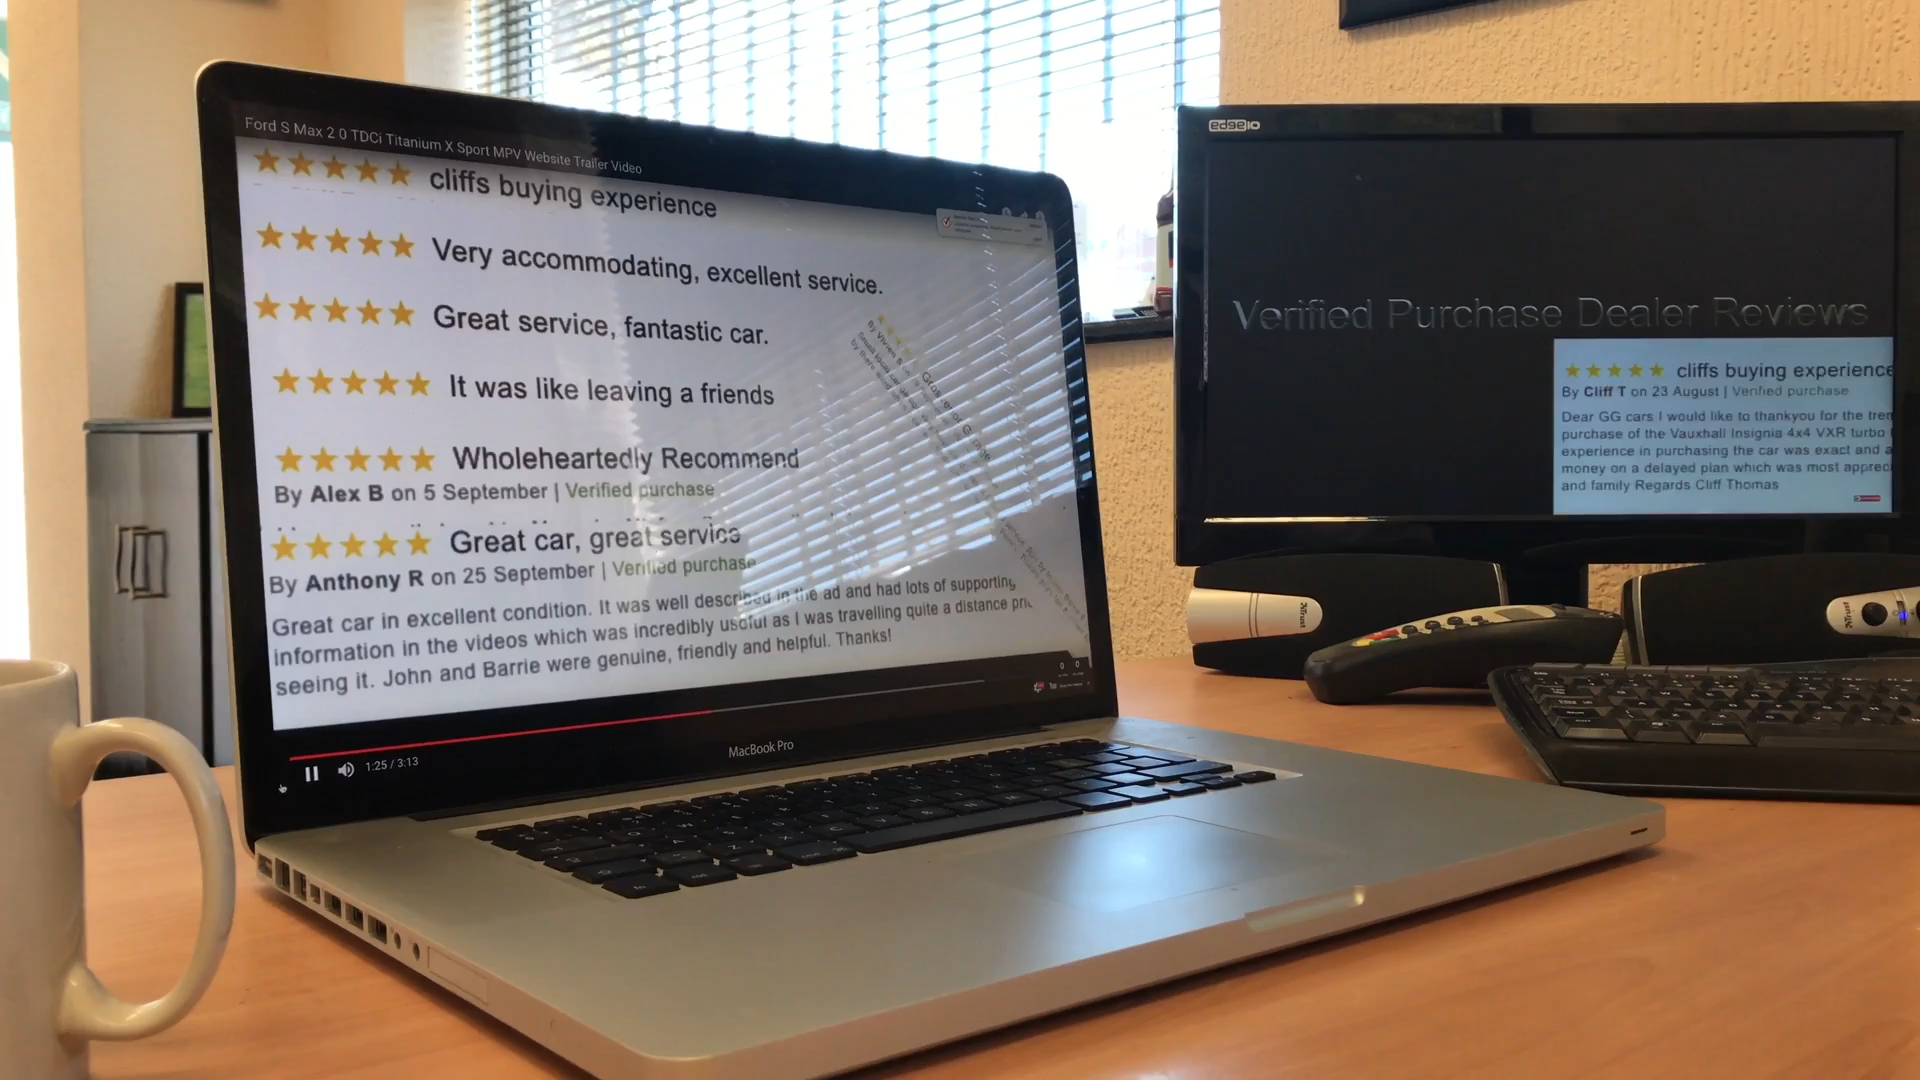 Ford S Max 2 0 TDCi Titanium X Sport MPV Website Trailer Video
cliffs buying experience
Very accommodating, excellent service.
Great service, fantastic car.
It was like leaving a friends
Wholeheartedly Recommend
By Alex B on 5 September | Verified purchase
Great car, great service
By Anthony R on 25 September | Verified purchase
Great car in excellent condition. It was well described in the ad and had lots of supporting
information in the videos which was incredibly useful as I was travelling quite a distance
seeing it. John and Barrie were genuine, friendly and helpful. Thanks!
1:25 / 3:13
MacBook Pro
edge10
Verified Purchase Dealer Reviews
cliffs buying experience
By Cliff T on 23 August | Verified purchase
Dear GG cars I would like to thankyou for the
purchase of the Vauxhall Insignia 4x4 VXR turbo
experience in purchasing the car was exact and
money on a delayed plan which was most
and family Regards Cliff Thomas
Trust
Trust